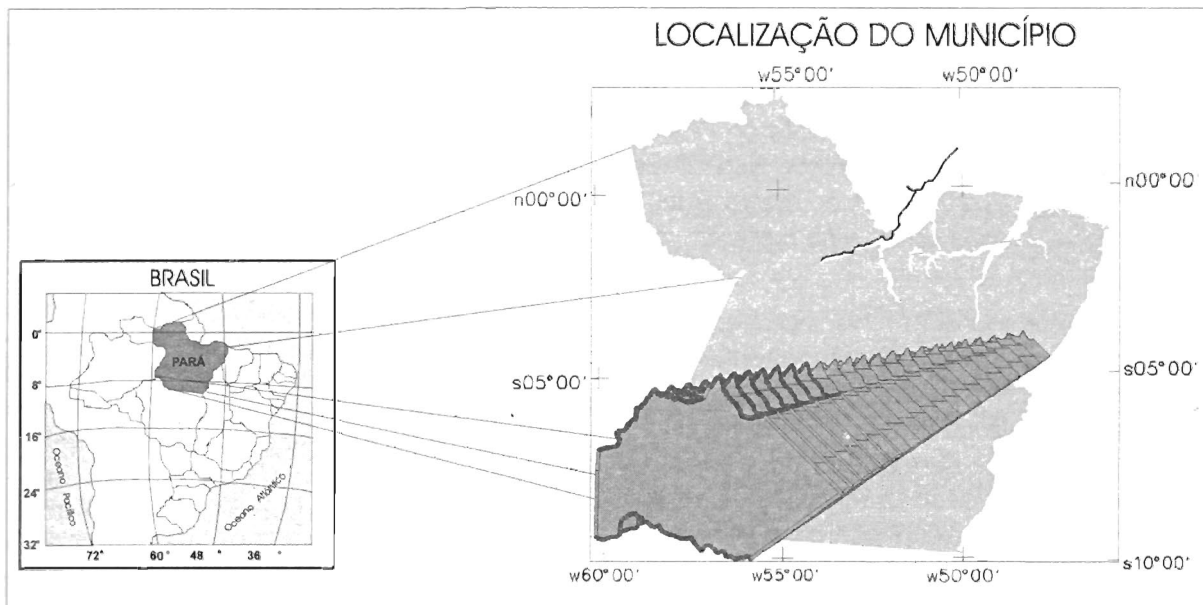 LOCALIZAÇÃO DO MUNICÍPIO
w55°00' w50°00'
n00°00' n00°00'
s05°00' s05°00'
s10°00'
w60°00' w55°00' w50°00'
BRASIL
PARÁ
0°
8°
16°
24°
32°
72° 60° 48 ° 36 °
Oceano Pacífico
Oceano Atlântico